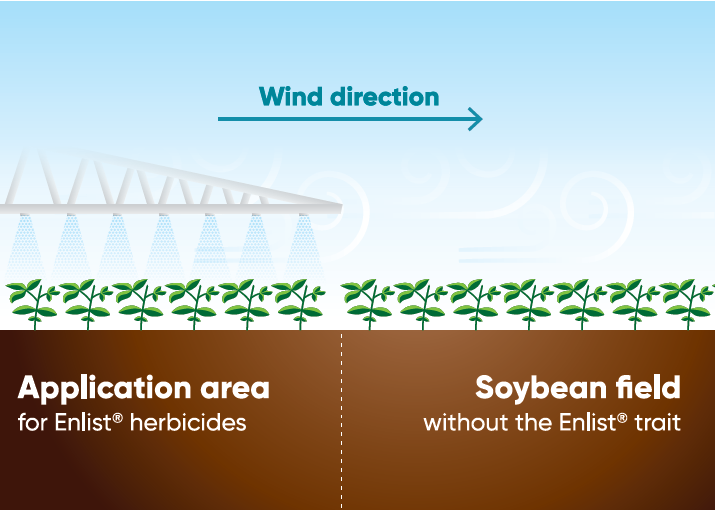 Wind direction
Application area
for Enlist® herbicides
Soybean field
without the Enlist® trait